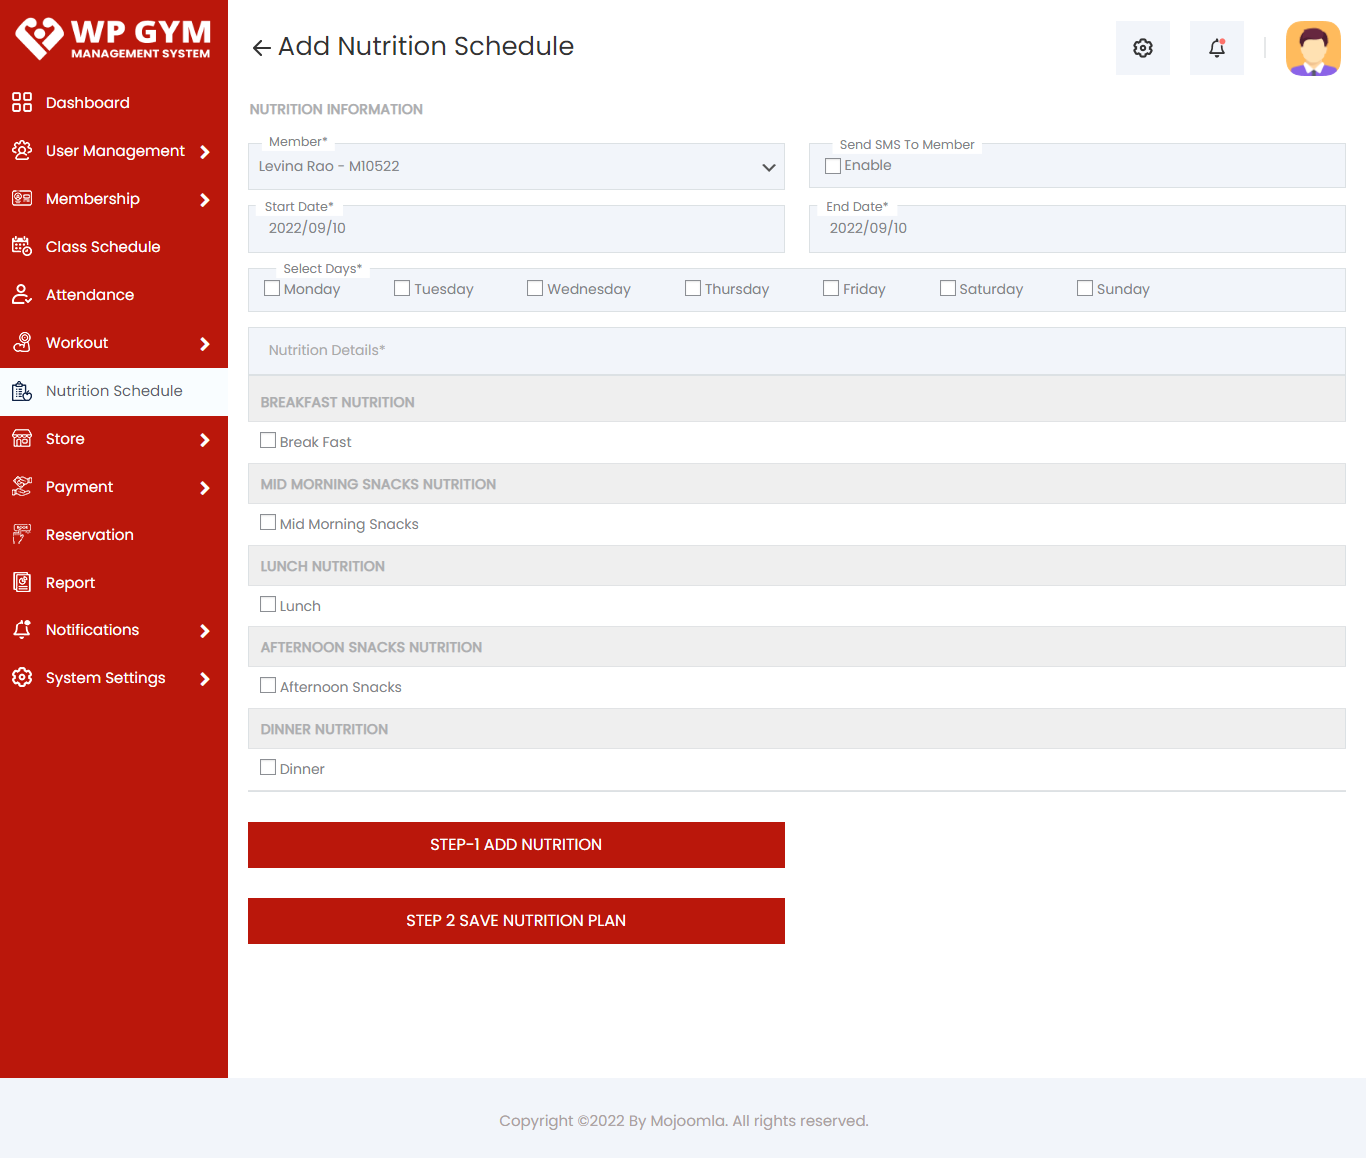 WP GYM
MANAGEMENT SYSTEM
Dashboard
User Management
Membership
Class Schedule
Attendance
Workout
Nutrition Schedule
Store
Payment
Reservation
Report
Notifications
System Settings
Add Nutrition Schedule
NUTRITION INFORMATION
Member*
Levina Rao - M10522
Send SMS To Member
Enable
Start Date*
2022/09/10
End Date*
2022/09/10
Select Days*
Monday Tuesday Wednesday Thursday Friday Saturday Sunday
Nutrition Details*
BREAKFAST NUTRITION
Break Fast
MID MORNING SNACKS NUTRITION
Mid Morning Snacks
LUNCH NUTRITION
Lunch
AFTERNOON SNACKS NUTRITION
Afternoon Snacks
DINNER NUTRITION
Dinner
STEP-1 ADD NUTRITION
STEP 2 SAVE NUTRITION PLAN
Copyright ©2022 By Mojoomla. All rights reserved.